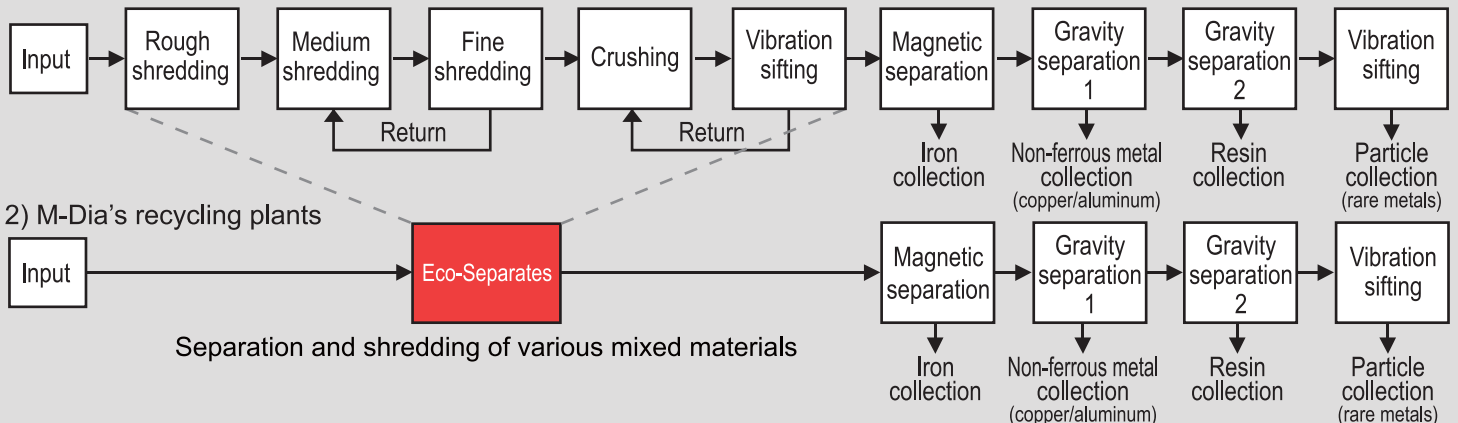 Input
Rough
shredding
Medium
shredding
Fine
shredding
Crushing
Vibration
sifting
Magnetic
separation
Gravity
separation
1
Gravity
separation
2
Vibration
sifting
Return
Return
Iron
collection
Non-ferrous metal
collection
(copper/aluminum)
Resin
collection
Particle
collection
(rare metals)
2) M-Dia's recycling plants
Input
Eco-Separates
Magnetic
separation
Gravity
separation
1
Gravity
separation
2
Vibration
sifting
Separation and shredding of various mixed materials
Iron
collection
Non-ferrous metal
collection
(copper/aluminum)
Resin
collection
Particle
collection
(rare metals)